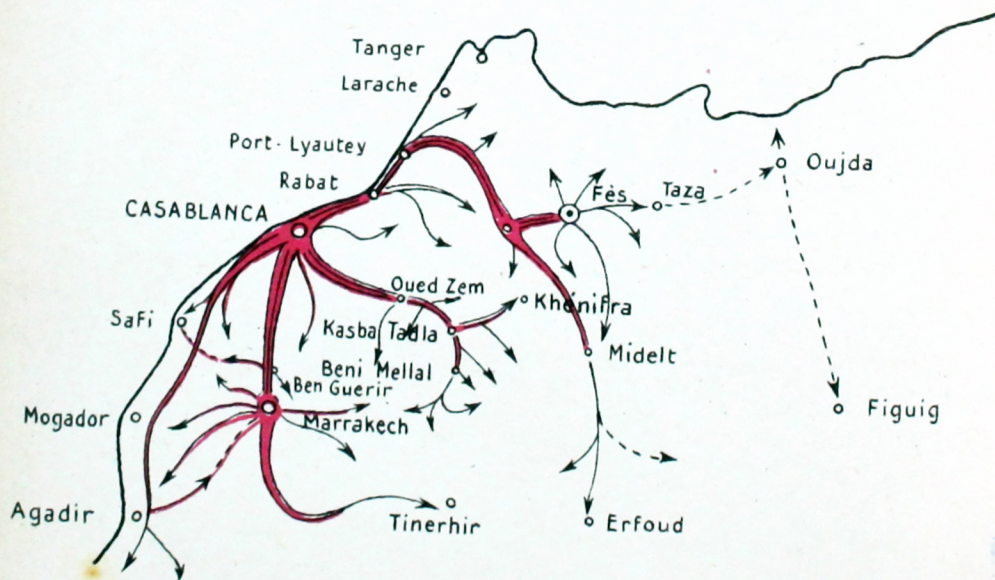 Tanger
Larache
Port-Lyautey
Rabat
CASABLANCA
Fès
Taza
Oujda
Oued Zem
Khénifra
Safi
Kasba Tadla
Midelt
Beni Mellal
Ben Guerir
Mogador
Marrakech
Figuig
Agadir
Tinerhir
Erfoud